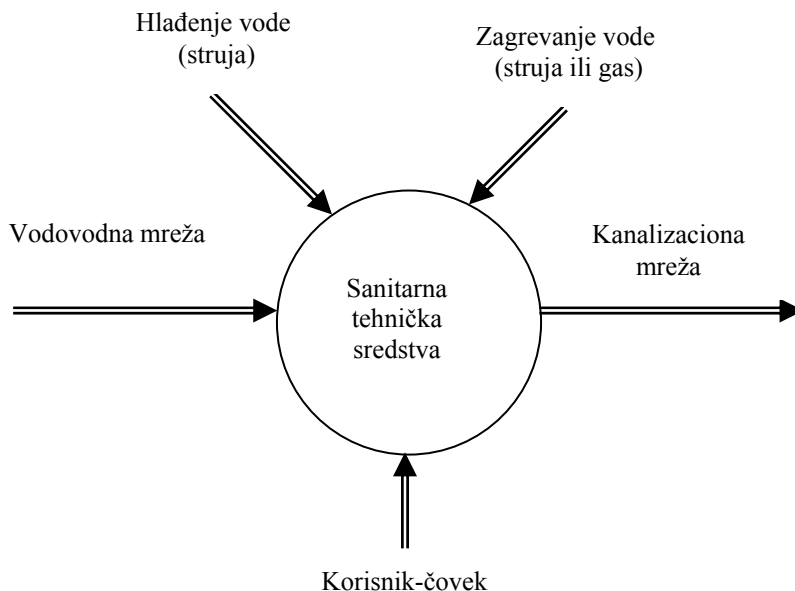 Hlađenje vode
(struja)
Zagrevanje vode
(struja ili gas)
Vodovodna mreža
Kanalizaciona
mreža
Sanitarna
tehnička
sredstva
Korisnik-čovek